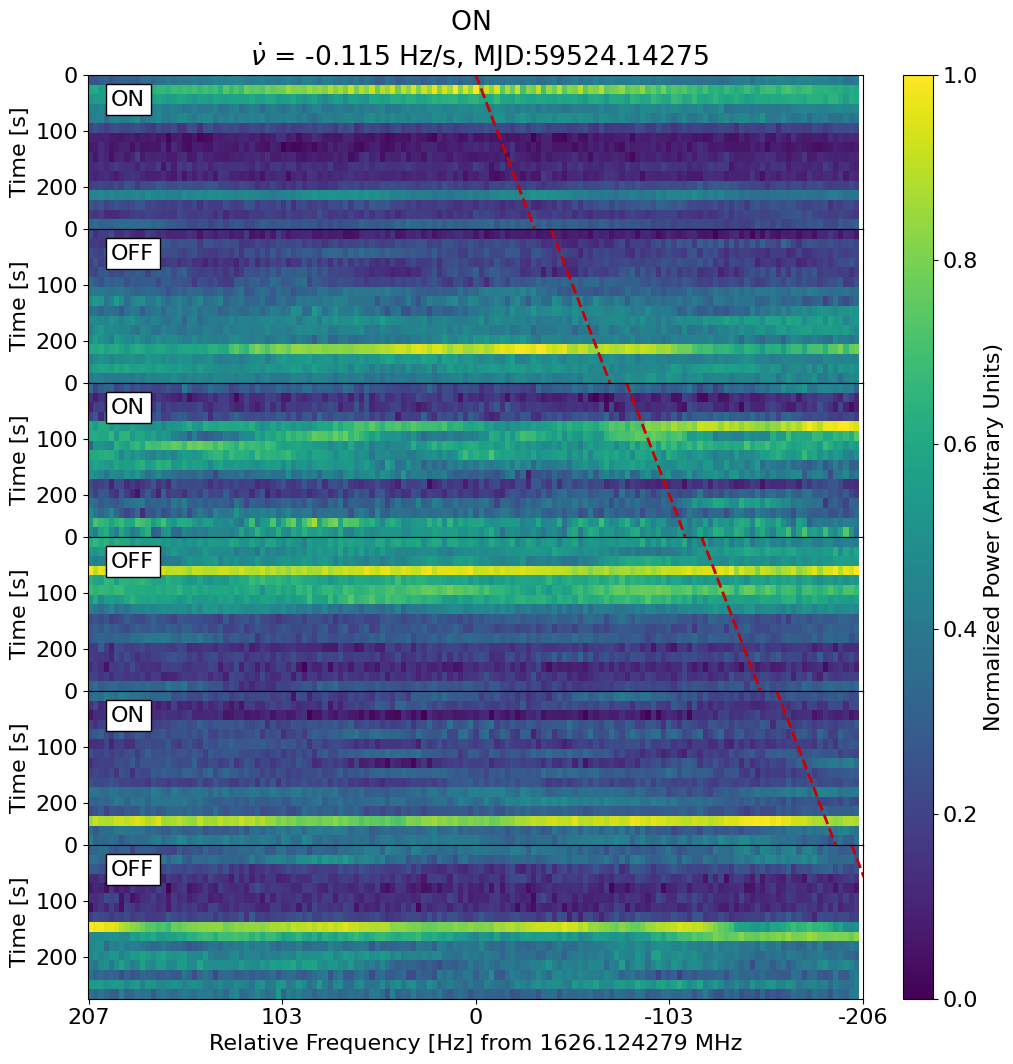 ON
ν̇ = -0.115 Hz/s, MJD:59524.14275
0
ON
Time [s]
100
200
0
OFF
Time [s]
100
200
0
ON
Time [s]
100
200
0
OFF
Time [s]
100
200
0
ON
Time [s]
100
200
0
OFF
Time [s]
100
200
207 103 0 -103 -206
Relative Frequency [Hz] from 1626.124279 MHz
1.0
0.8
0.6
0.4
0.2
0.0
Normalized Power (Arbitrary Units)